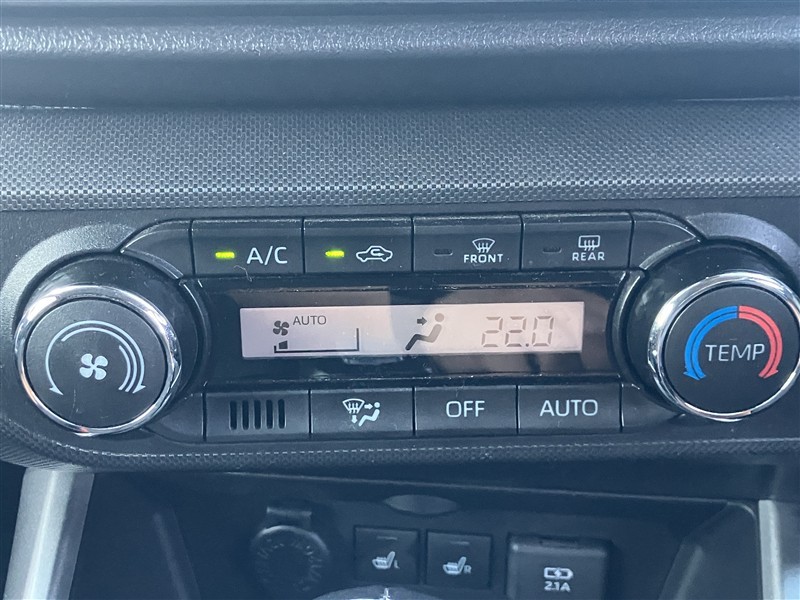 A/C
FRONT
REAR
AUTO
22.0
TEMP
OFF
AUTO
L
R
2.1A